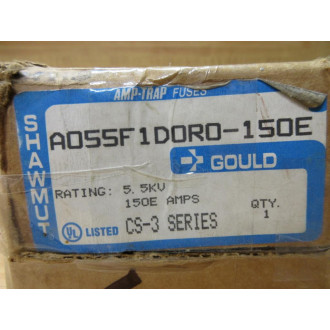 AMP-TRAP FUSES
SHAWMUT
A055F1D0R0-150E
GOULD
RATING: 5.5KV
150E AMPS
QTY.
1
UL LISTED CS-3 SERIES